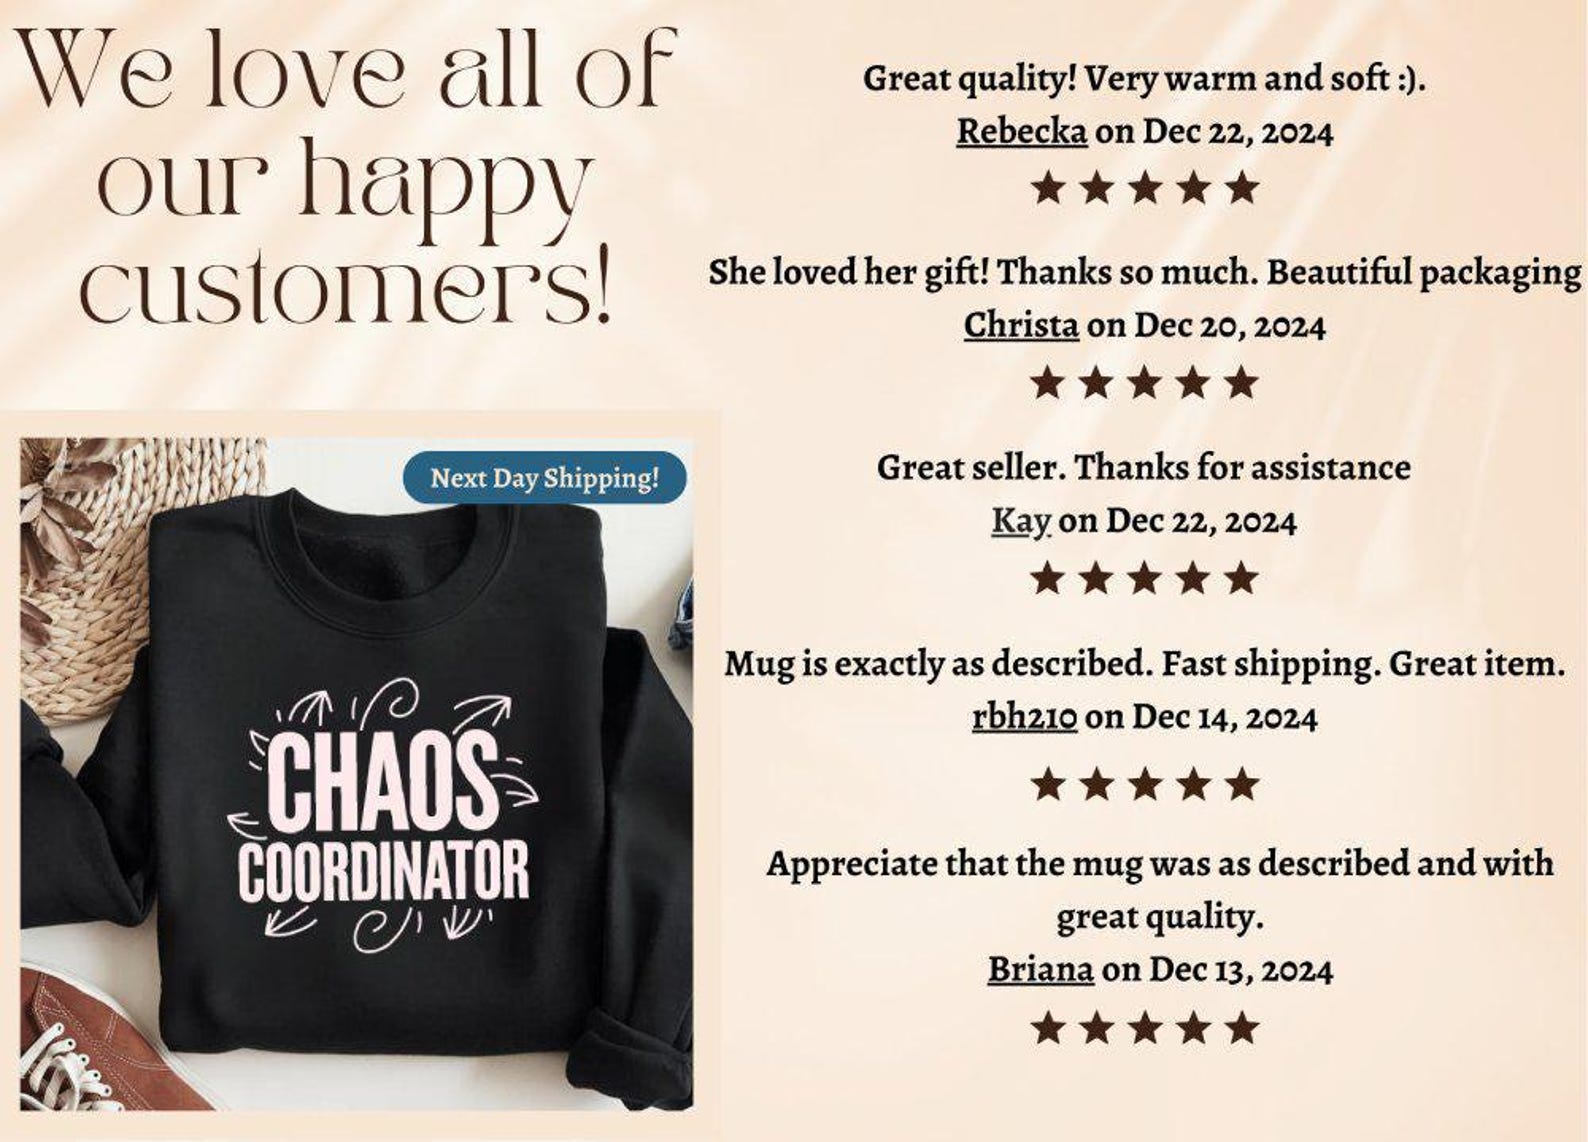 We love all of
our happy
customers!
Next Day Shipping!
CHAOS
COORDINATOR
Great quality! Very warm and soft :).
Rebecka on Dec 22, 2024
She loved her gift! Thanks so much. Beautiful packaging
Christa on Dec 20, 2024
Great seller. Thanks for assistance
Kay on Dec 22, 2024
Mug is exactly as described. Fast shipping. Great item.
rbh210 on Dec 14, 2024
Appreciate that the mug was as described and with
great quality.
Briana on Dec 13, 2024